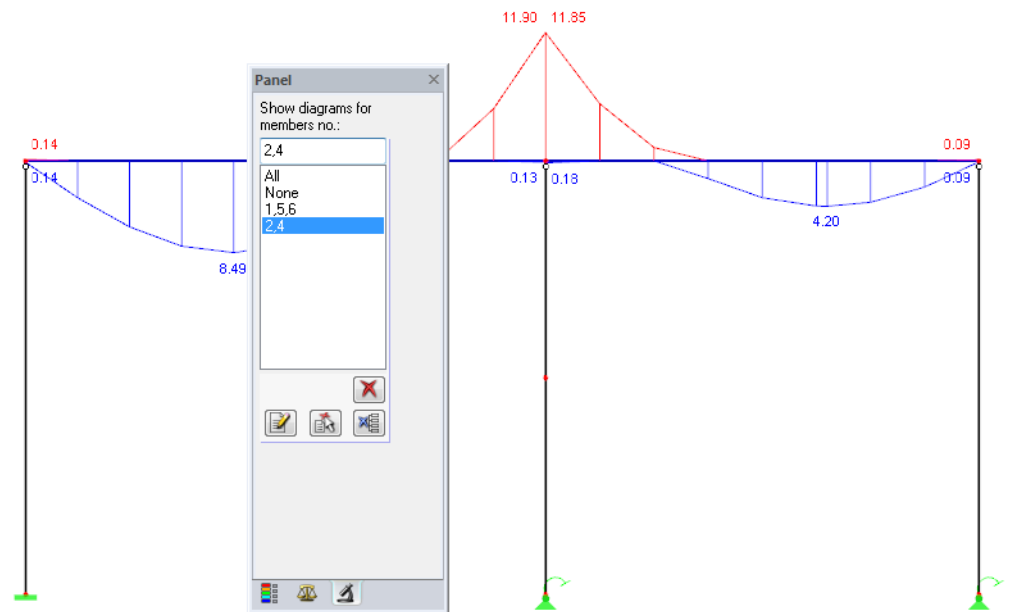 11.90 11.85
Panel
Show diagrams for
members no.:
2,4
All
None
1,5,6
2,4
0.14
0.14
8.49
0.13 0.18
4.20
0.09
0.09